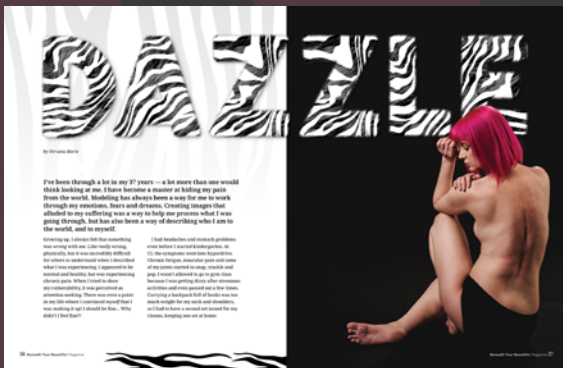 DAZZLE
By Nirvana Marie
I've been through a lot in my 37 years — a lot more than one would
think looking at me. I have become a master at hiding my pain
from the world. Modeling has always been a way for me to work
through my emotions, fears and dreams. Creating images that
alluded to my suffering was a way to help me process what I was
going through, but has also been a way of describing who I am to
the world, and to myself.
Growing up, I always felt that something
was wrong with me. Like really wrong,
physically, but it was incredibly difficult
for others to understand when I described
what I was experiencing. I appeared to be
normal and healthy, but was experiencing
chronic pain. When I tried to show
my vulnerability, it was perceived as
attention seeking. There was even a point
in my life where I convinced myself that I
was making it up! I should be fine... Why
didn't I feel fine?!
I had headaches and stomach problems
even before I started kindergarten. At
12, the symptoms went into hyperdrive.
Chronic fatigue, muscular pain and some
of my joints started to snap, crackle and
pop. I wasn't allowed to go to gym class
because I was getting dizzy after strenuous
activities and even passed out a few times.
Carrying a backpack full of books was too
much weight for my neck and shoulders,
so I had to have a second set issued for my
classes, keeping one set at home.
36 Beneath Your Beautiful Magazine
Beneath Your Beautiful Magazine 37